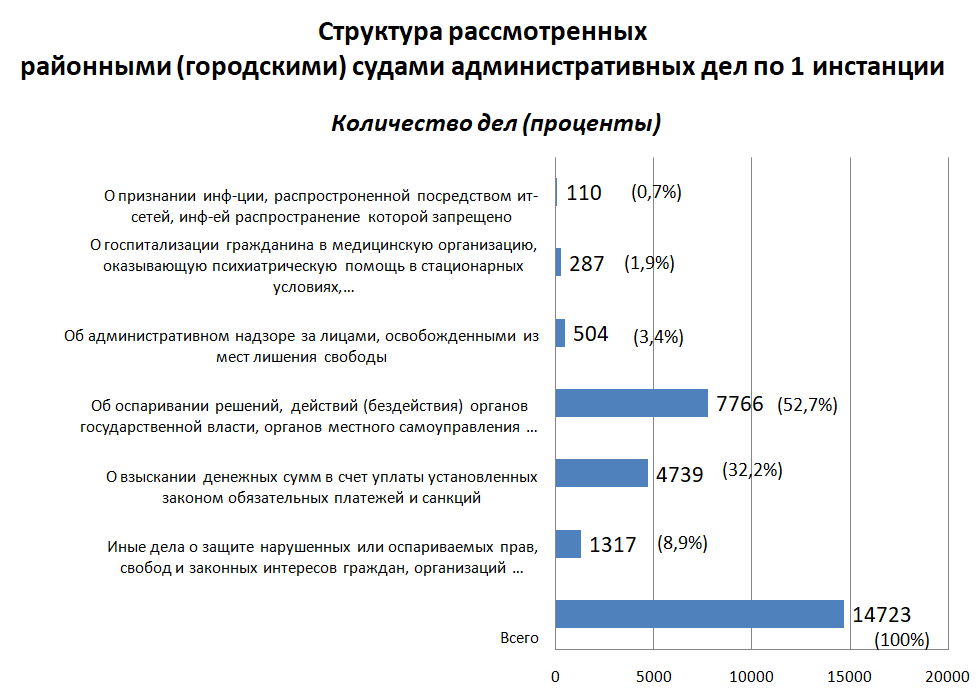 Структура рассмотренных
районными (городскими) судами административных дел по 1 инстанции
Количество дел (проценты)
О признании инф-ции, распростроненной посредством ит-
сетей, инф-ей распространение которой запрещено
110 (0,7%)
О госпитализации гражданина в медицинскую организацию,
оказывающую психиатрическую помощь в стационарных
условиях,...
287 (1,9%)
Об административном надзоре за лицами, освобожденными из
мест лишения свободы
504 (3,4%)
Об оспаривании решений, действий (бездействия) органов
государственной власти, органов местного самоуправления ...
7766 (52,7%)
О взыскании денежных сумм в счет уплаты установленных
законом обязательных платежей и санкций
4739 (32,2%)
Иные дела о защите нарушенных или оспариваемых прав,
свобод и законных интересов граждан, организаций ...
1317 (8,9%)
Всего
14723
(100%)
0 5000 10000 15000 20000